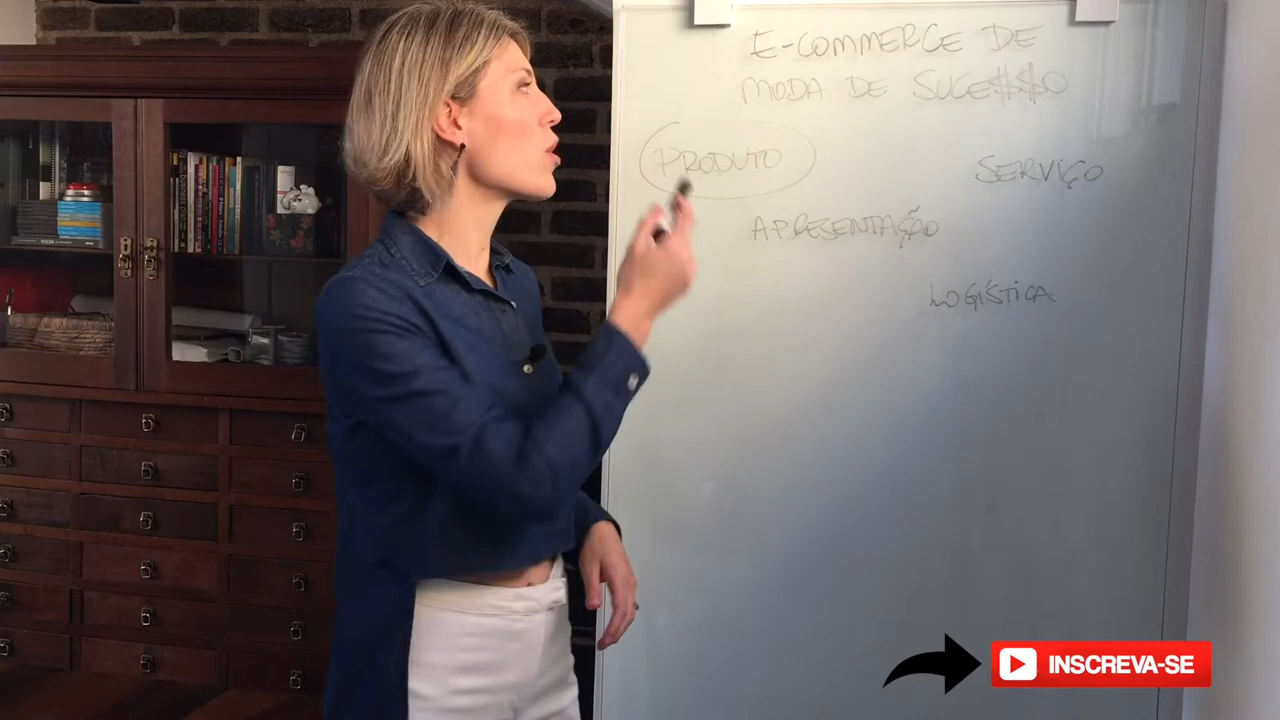 E-COMMERCE DE
MODA DE SUCE$$O
PRODUTO
SERVIÇO
APRESENTAÇÃO
LOGÍSTICA
INSCREVA-SE